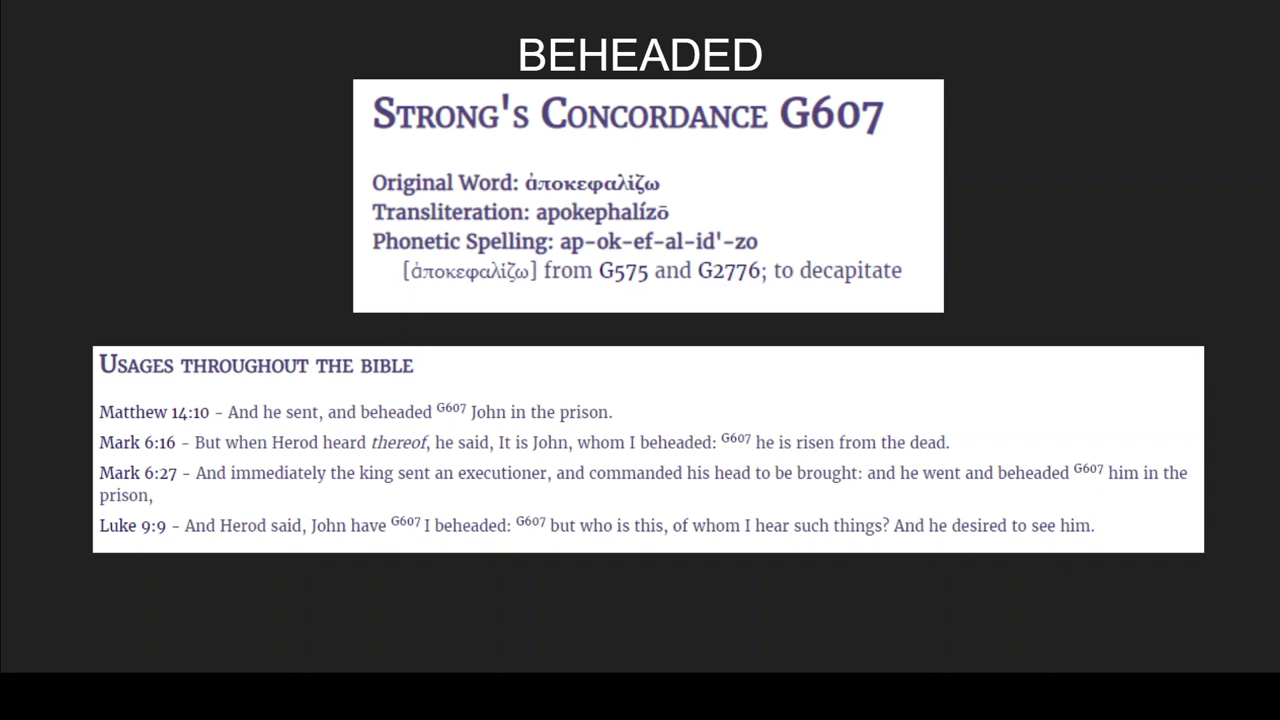 BEHEADED
STRONG'S CONCORDANCE G607
Original Word: ἀποκεφαλίζω
Transliteration: apokephalízō
Phonetic Spelling: ap-ok-ef-al-id'-zo
[ἀποκεφαλίζω] from G575 and G2776; to decapitate
USAGES THROUGHOUT THE BIBLE
Matthew 14:10 - And he sent, and beheaded G607 John in the prison.
Mark 6:16 - But when Herod heard thereof, he said, It is John, whom I beheaded: G607 he is risen from the dead.
Mark 6:27 - And immediately the king sent an executioner, and commanded his head to be brought: and he went and beheaded G607 him in the
prison,
Luke 9:9 - And Herod said, John have G607 I beheaded: G607 but who is this, of whom I hear such things? And he desired to see him.